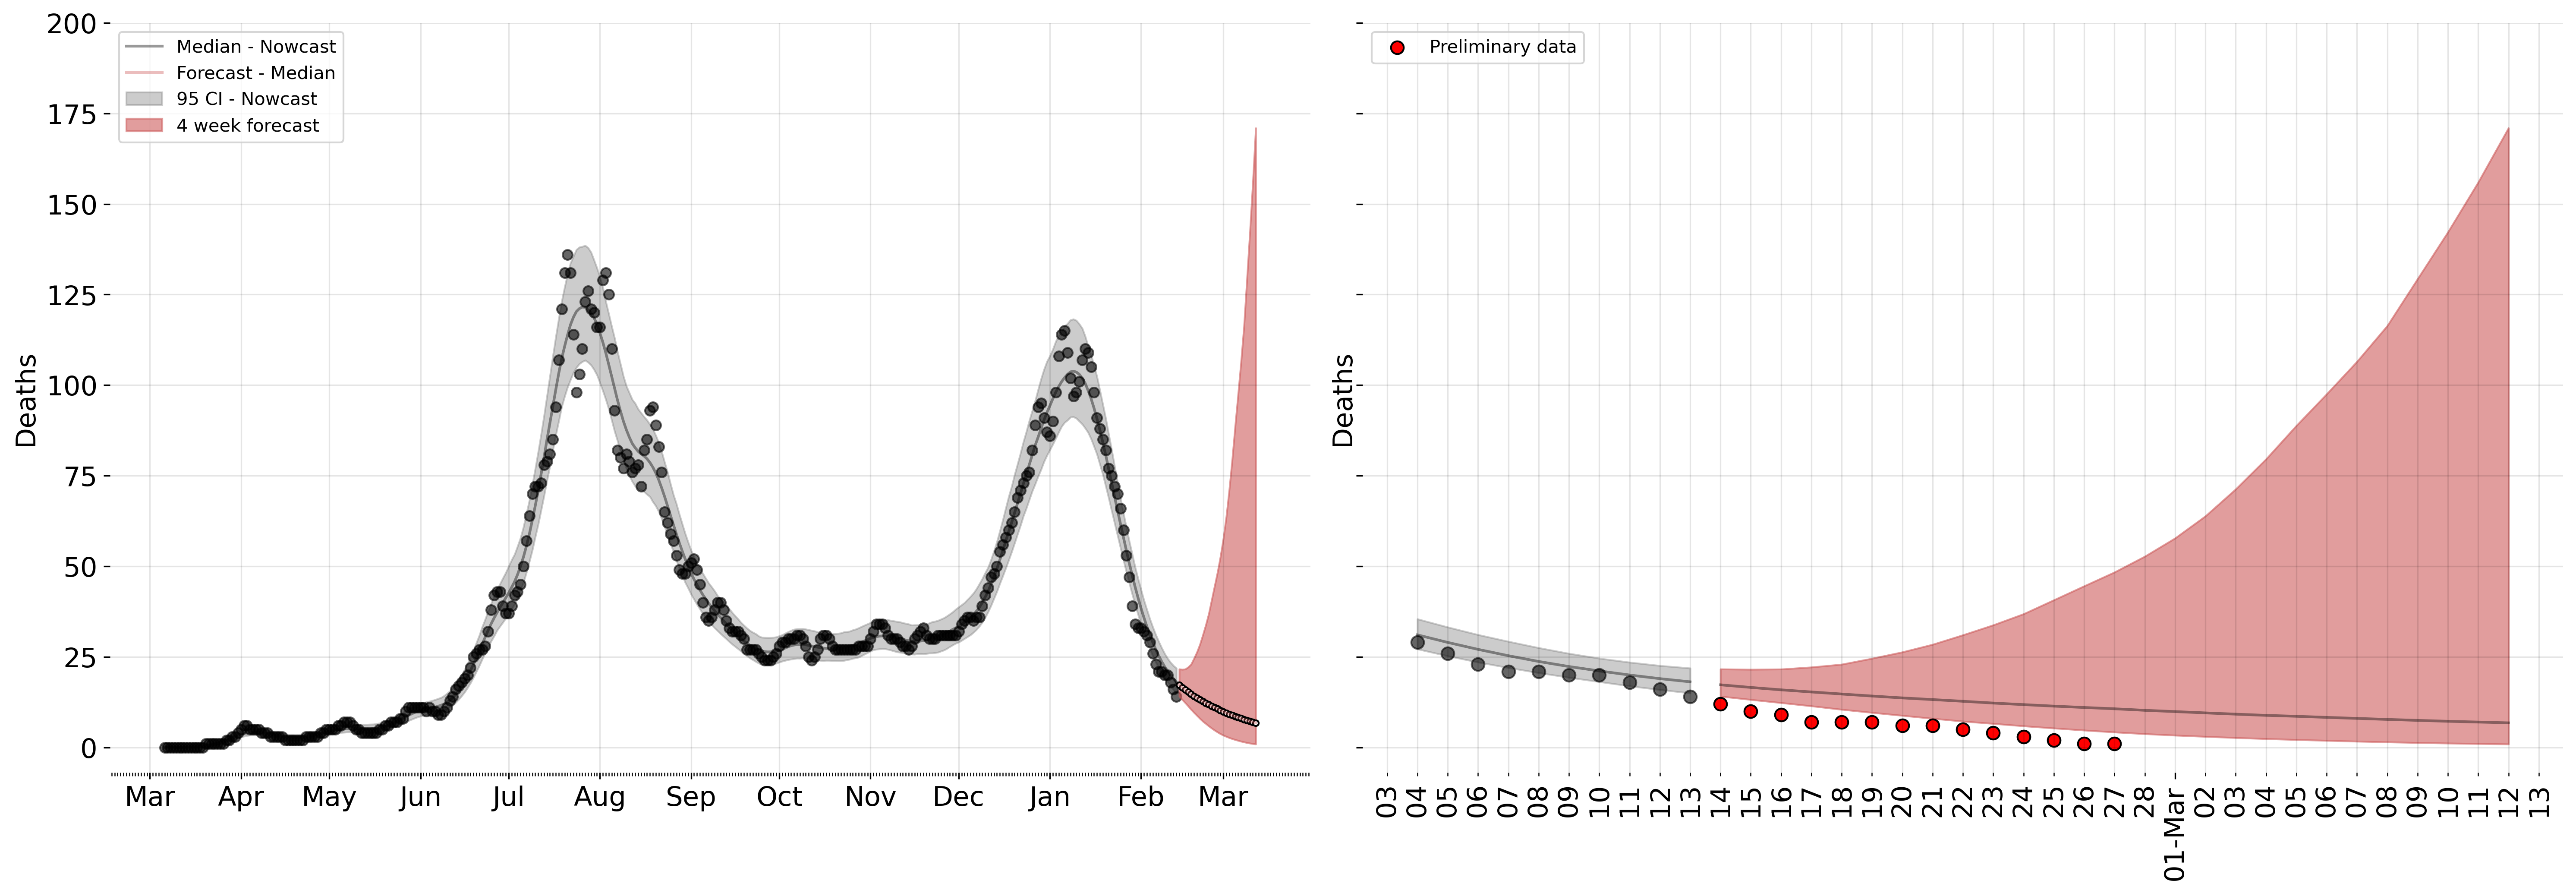 200
175
150
125
100
75
50
25
0
Deaths
Median - Nowcast
Forecast - Median
95 CI - Nowcast
4 week forecast
Mar Apr May Jun Jul Aug Sep Oct Nov Dec Jan Feb Mar
Deaths
Preliminary data
03 04 05 06 07 08 09 10 11 12 13 14 15 16 17 18 19 20 21 22 23 24 25 26 27 28 01-Mar 02 03 04 05 06 07 08 09 10 11 12 13